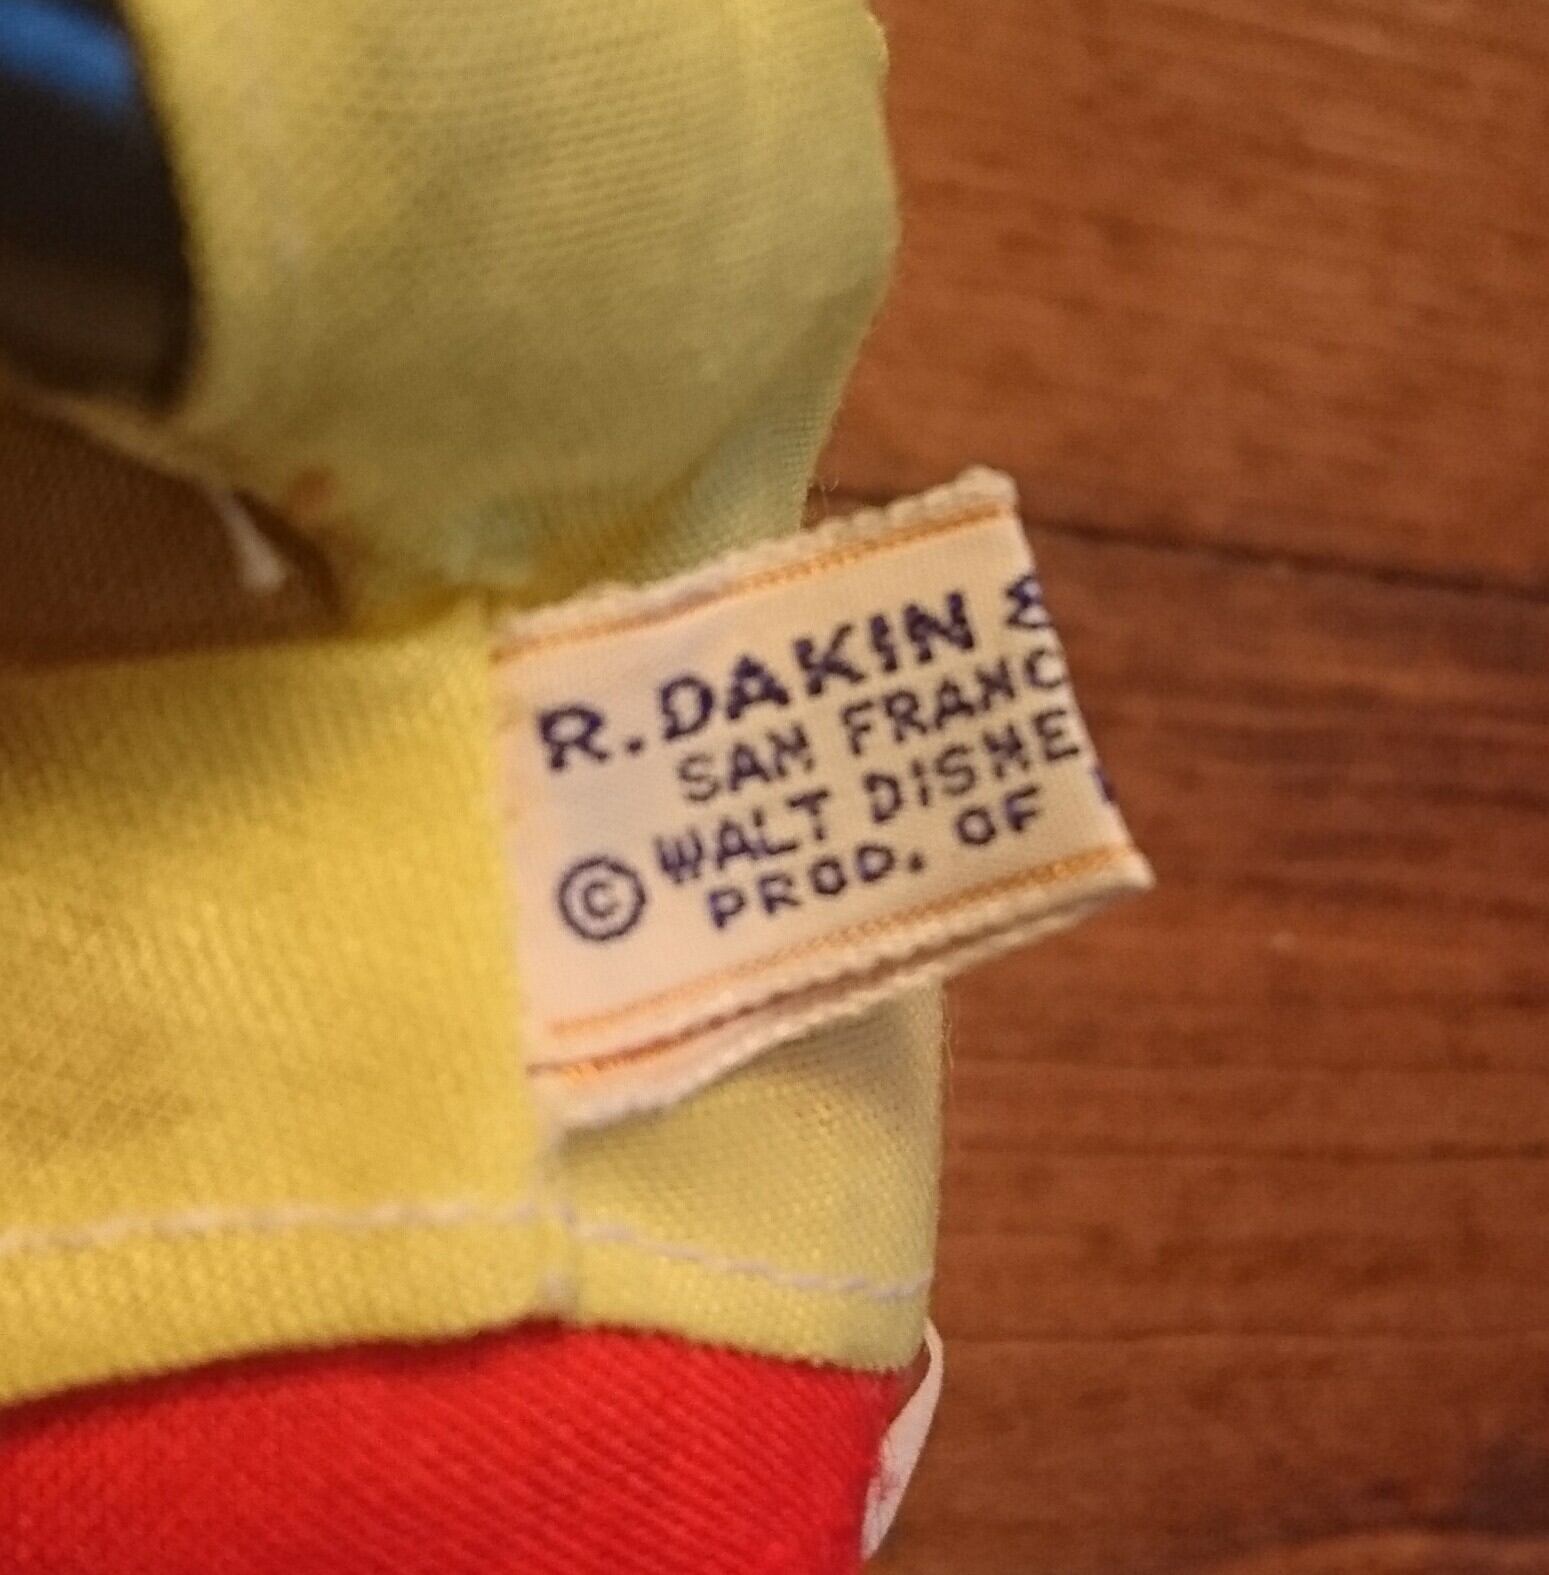 R. DAKIN &
SAN FRANC
© WALT DISNE
PROD. OF